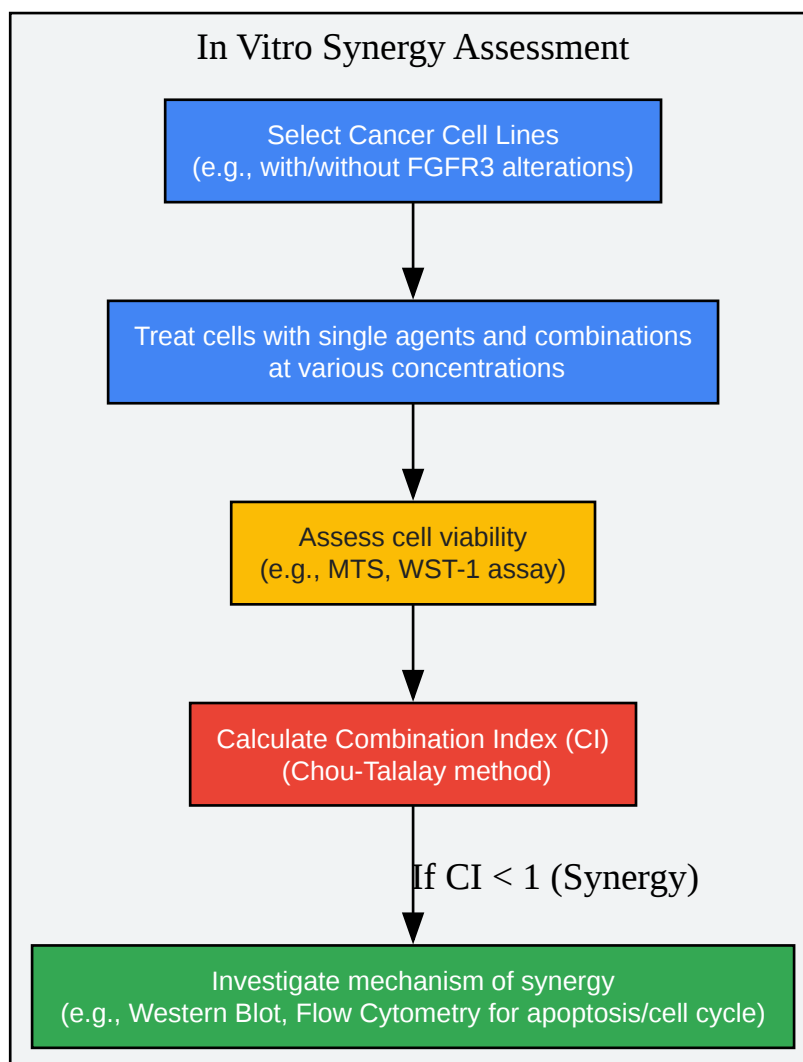 In Vitro Synergy Assessment
Select Cancer Cell Lines
(e.g., with/without FGFR3 alterations)
Treat cells with single agents and combinations
at various concentrations
Assess cell viability
(e.g., MTS, WST-1 assay)
Calculate Combination Index (CI)
(Chou-Talalay method)
If CI < 1 (Synergy)
Investigate mechanism of synergy
(e.g., Western Blot, Flow Cytometry for apoptosis/cell cycle)